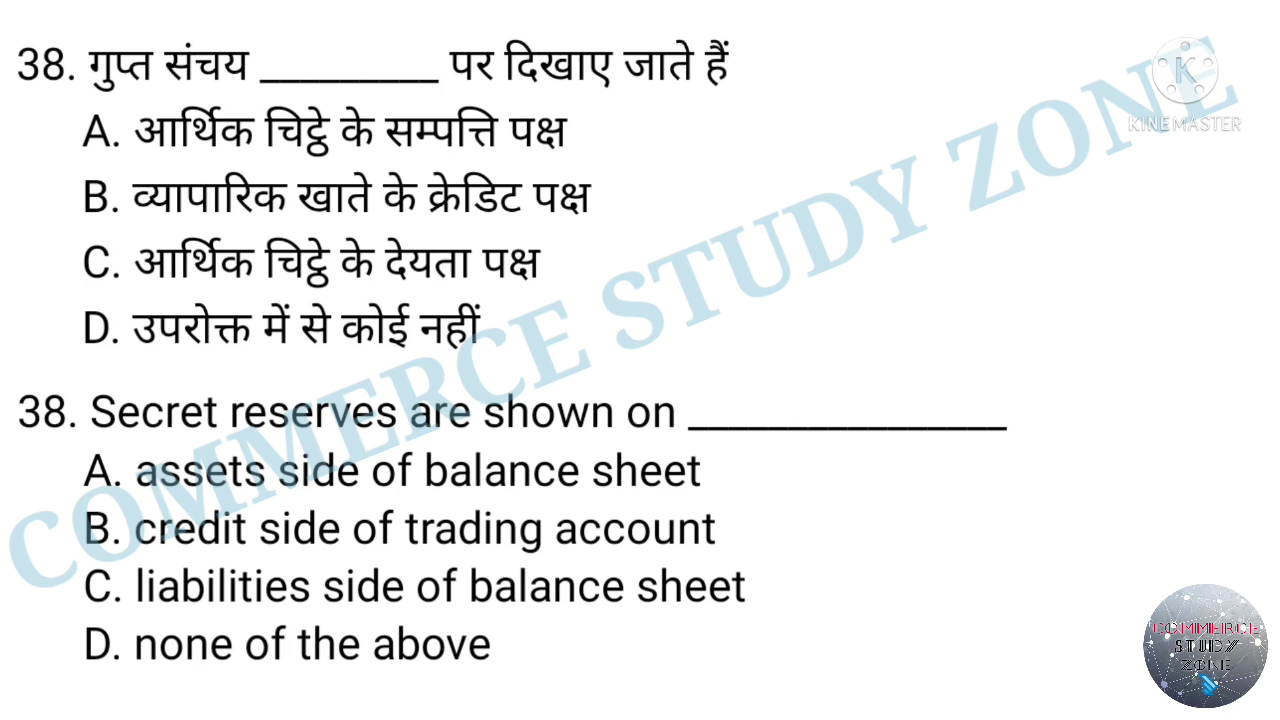 38. गुप्त संचय _________ पर दिखाए जाते हैं
A. आर्थिक चिट्ठे के सम्पत्ति पक्ष
B. व्यापारिक खाते के क्रेडिट पक्ष
C. आर्थिक चिट्ठे के देयता पक्ष
D. उपरोक्त में से कोई नहीं
38. Secret reserves are shown on ________________
A. assets side of balance sheet
B. credit side of trading account
C. liabilities side of balance sheet
D. none of the above
COMMERCE STUDY ZONE
K
KINEMASTER
COMMERCE
STUDY
ZONE